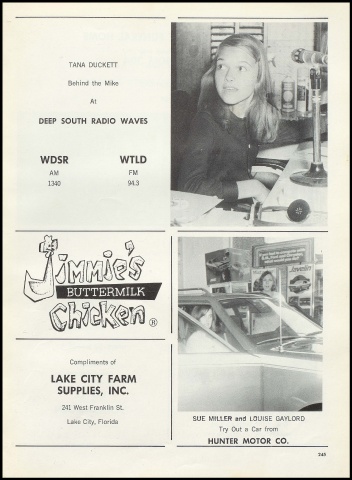 TANA DUCKETT
Behind the Mike
At
DEEP SOUTH RADIO WAVES
WDSR WTLD
AM FM
1340 94.3
Jimmie's
BUTTERMILK
Chicken ®
Compliments of
LAKE CITY FARM
SUPPLIES, INC.
241 West Franklin St.
Lake City, Florida
Javelin
SUE MILLER and LOUISE GAYLORD
Try Out a Car from
HUNTER MOTOR CO.
245